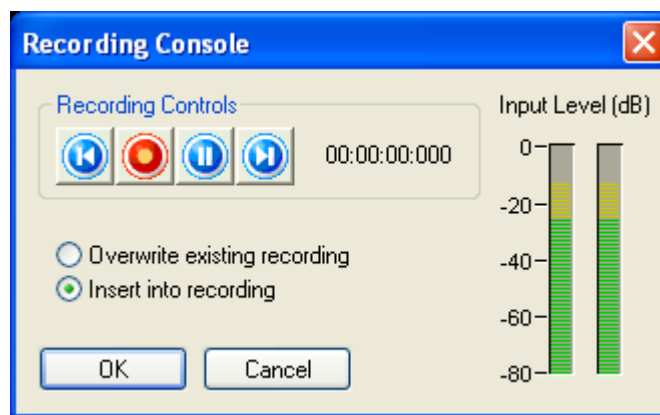 Recording Console
Recording Controls
Input Level (dB)
00:00:00:000
0
-20
-40
-60
-80
Overwrite existing recording
Insert into recording
OK
Cancel